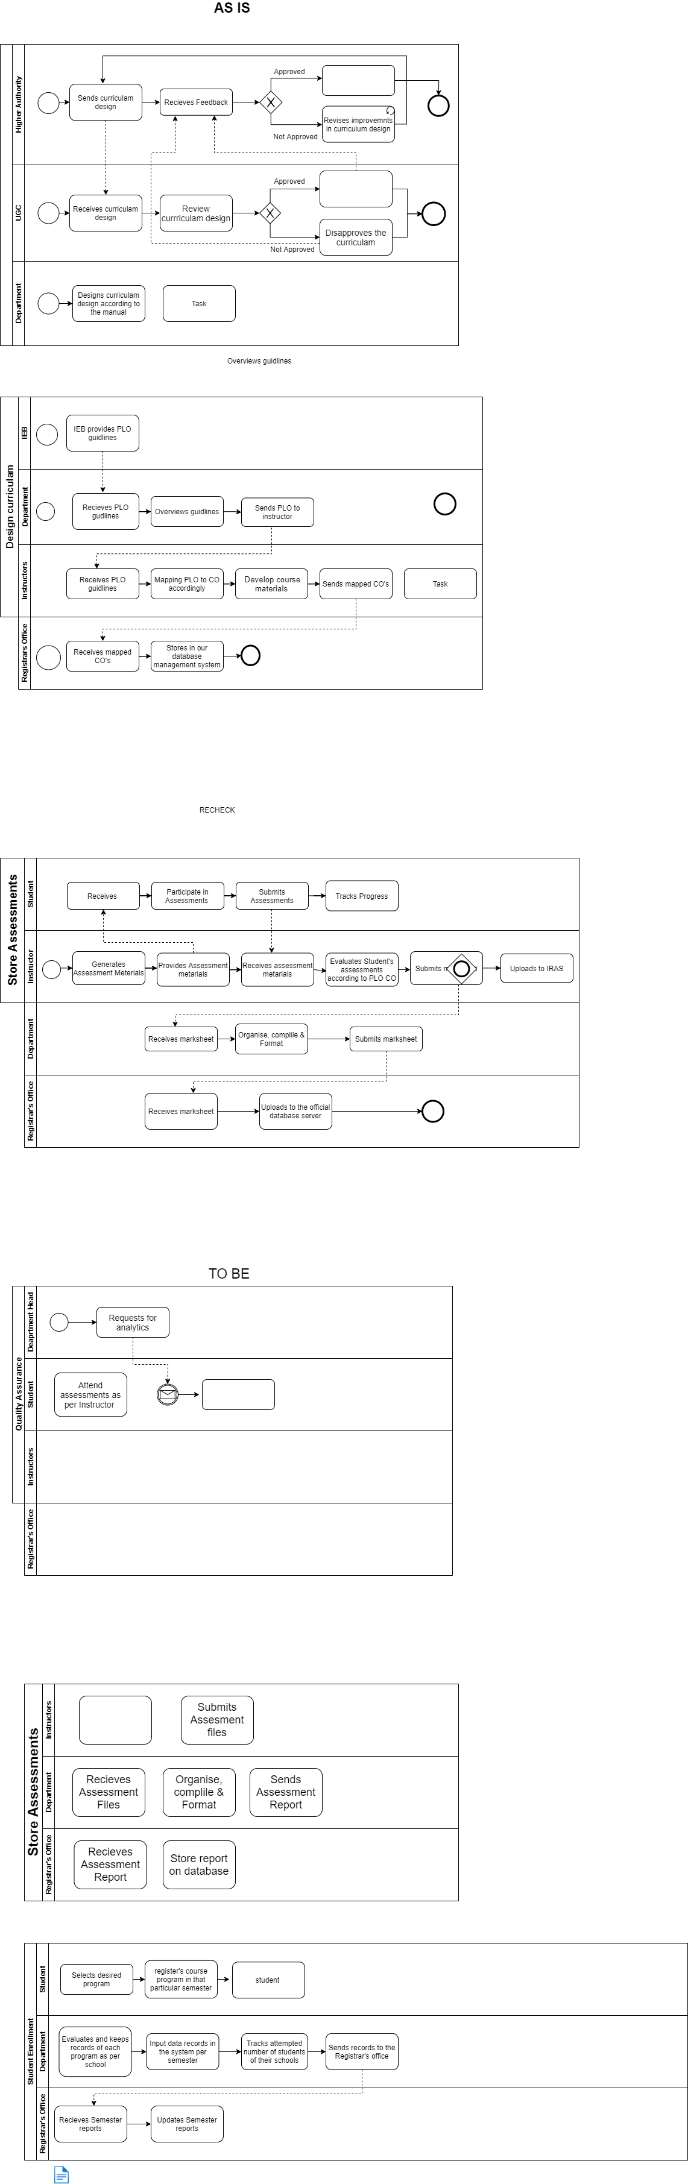 AS IS
Higher Authority
Sends curriculam
design
Recieves Feedback
Approved
Not Approved
Revises improvemnts
in curriculum design
UGC
Receives curriculam
design
Review
curriculam design
Approved
Not Approved
Disapproves the
curriculam
Department
Designs curriculam
design according to
the manual
Task
Overviews guidlines
Design curriculam
IEB
IEB provides PLO
guidlines
Department
Recieves PLO
gudlines
Overviews guidlines
Sends PLO to
instructor
Instructors
Receives PLO
guidlines
Mapping PLO to CO
accordingly
Develop course
materials
Sends mapped CO's
Task
Registrars Office
Receives mapped
CO's
Stores in our
database
management system
RECHECK
Store Assessments
Student
Receives
Participate in
Assessments
Submits
Assessments
Tracks Progress
Instructor
Generates
Assessment Meterials
Provides Assessment
metarials
Receives assessment
metarials
Evaluates Student's
assessments
according to PLO CO
Submits
Uploads to IRAS
Department
Receives marksheet
Organise, complile &
Format
Submits marksheet
Registrar's Office
Receives marksheet
Uploads to the official
database server
TO BE
Quality Assurance
Deaprtment Head
Requests for
analytics
Student
Attend
assessments as
per Instructor
Instructors
Registrar's Office
Store Assessments
Instructors
Submits
Assesment
files
Department
Recieves
Assessment
Files
Organise,
complile &
Format
Sends
Assessment
Report
Registrar's Office
Recieves
Assessment
Report
Store report
on database
Student Enrollment
Student
Selects desired
program
register's course
program in that
particular semester
student
Department
Evaluates and keeps
records of each
program as per
school
Input data records in
the system per
semester
Tracks attempted
number of students
of their schools
Sends records to the
Registrar's office
Registrar's Office
Recieves Semester
reports
Updates Semester
reports